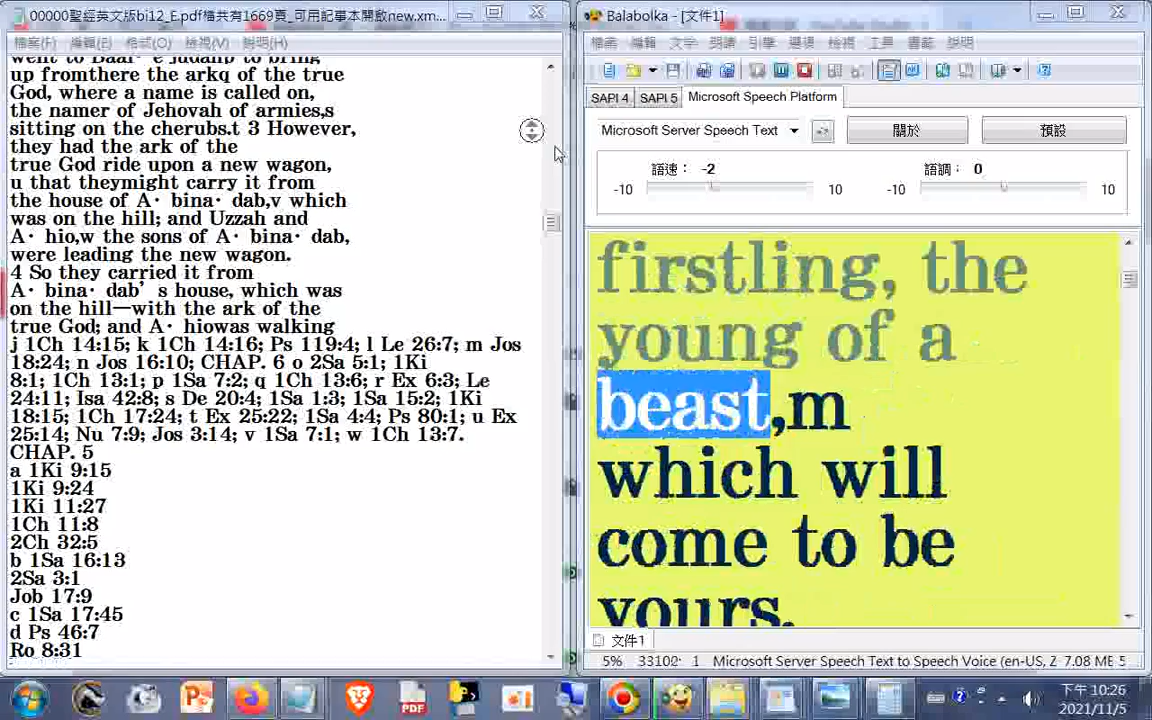 00000聖經英文版bi12_E.pdf檔共有1669頁_可用記事本開啟new.xm...
檔案(F) 編輯(E) 格式(O) 檢視(V) 說明(H)
went to Baal·e·judahp to bring
up fromthere the arkq of the true
God, where a name is called on,
the namer of Jehovah of armies,s
sitting on the cherubs.t 3 However,
they had the ark of the
true God ride upon a new wagon,
u that theymight carry it from
the house of A· bina· dab,v which
was on the hill; and Uzzah and
A· hio,w the sons of A· bina· dab,
were leading the new wagon.
4 So they carried it from
A· bina· dab’ s house, which was
on the hill—with the ark of the
true God; and A· hiowas walking
j 1Ch 14:15; k 1Ch 14:16; Ps 119:4; l Le 26:7; m Jos
18:24; n Jos 16:10; CHAP. 6 o 2Sa 5:1; 1Ki
8:1; 1Ch 13:1; p 1Sa 7:2; q 1Ch 13:6; r Ex 6:3; Le
24:11; Isa 42:8; s De 20:4; 1Sa 1:3; 1Sa 15:2; 1Ki
18:15; 1Ch 17:24; t Ex 25:22; 1Sa 4:4; Ps 80:1; u Ex
25:14; Nu 7:9; Jos 3:14; v 1Sa 7:1; w 1Ch 13:7.
CHAP. 5
a 1Ki 9:15
1Ki 9:24
1Ki 11:27
1Ch 11:8
2Ch 32:5
b 1Sa 16:13
2Sa 3:1
Job 17:9
c 1Sa 17:45
d Ps 46:7
Ro 8:31
Balabolka - [文件1]
檔案 編輯 文字 朗讀 引擎 選項 檢視 工具 書籤 說明
SAPI 4 SAPI 5 Microsoft Speech Platform
Microsoft Server Speech Text 關於 預設
語速： -2 語調： 0
-10 10 -10 10
firstling, the
young of a
beast,m
which will
come to be
yours.
文件1
5% 33102: 1 Microsoft Server Speech Text to Speech Voice (en-US, Z 7.08 MB 5
PDF
下午 10:26
2021/11/5